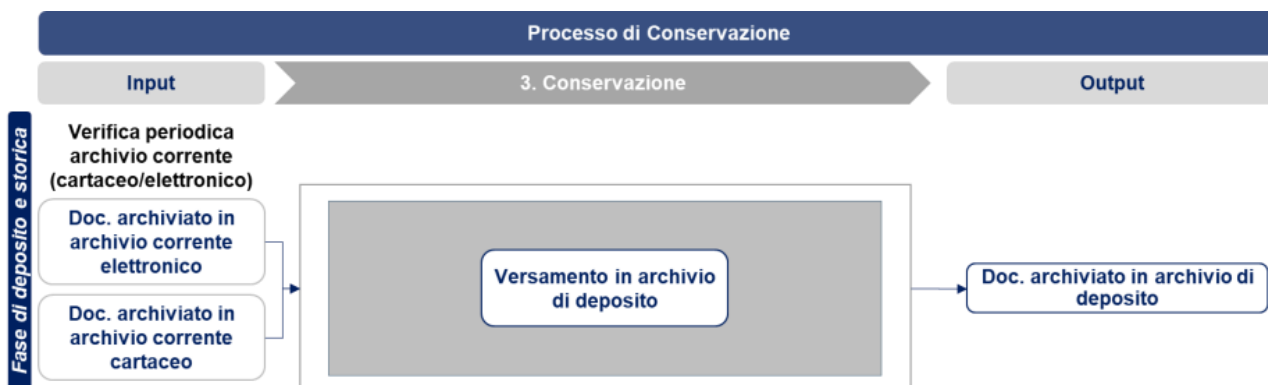 Processo di Conservazione
Input
3. Conservazione
Output
Fase di deposito e storica
Verifica periodica
archivio corrente
(cartaceo/elettronico)
Doc. archiviato in
archivio corrente
elettronico
Doc. archiviato in
archivio corrente
cartaceo
Versamento in archivio
di deposito
Doc. archiviato in archivio di
deposito